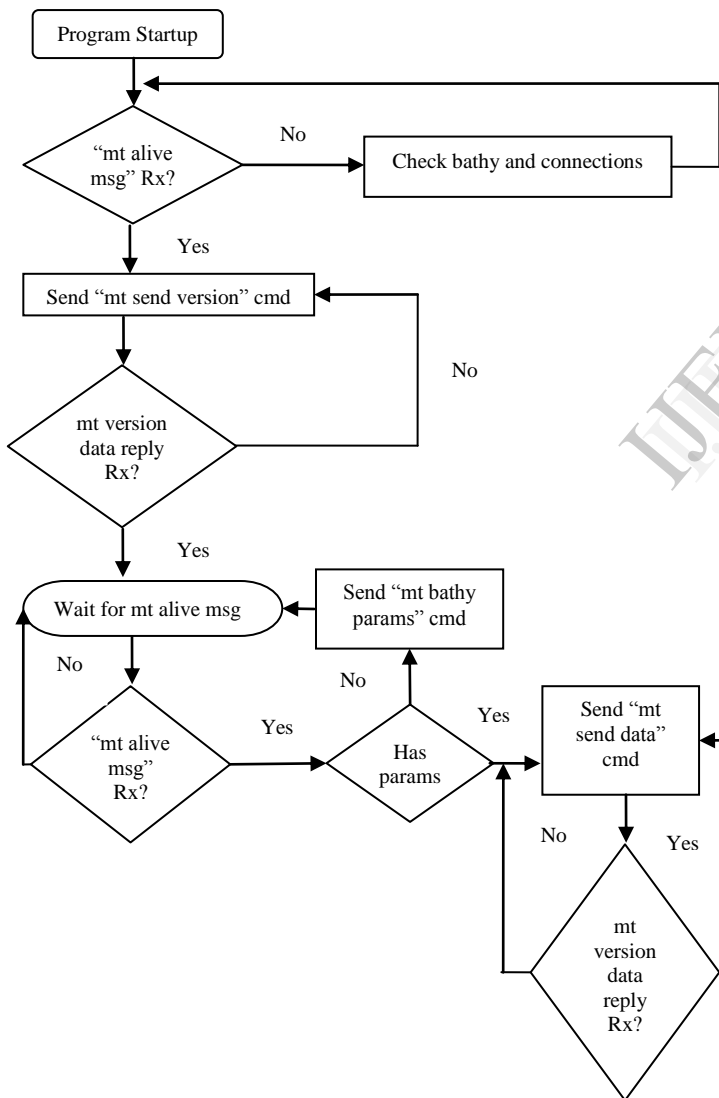 Program Startup
"mt alive
msg" Rx?
No
Check bathy and connections
Yes
Send "mt send version" cmd
No
mt version
data reply
Rx?
Yes
Wait for mt alive msg
Send "mt bathy
params" cmd
No
"mt alive
msg"
Rx?
Yes
No
Has
params
Yes
Send "mt
send data"
cmd
No
Yes
mt
version
data
reply
Rx?